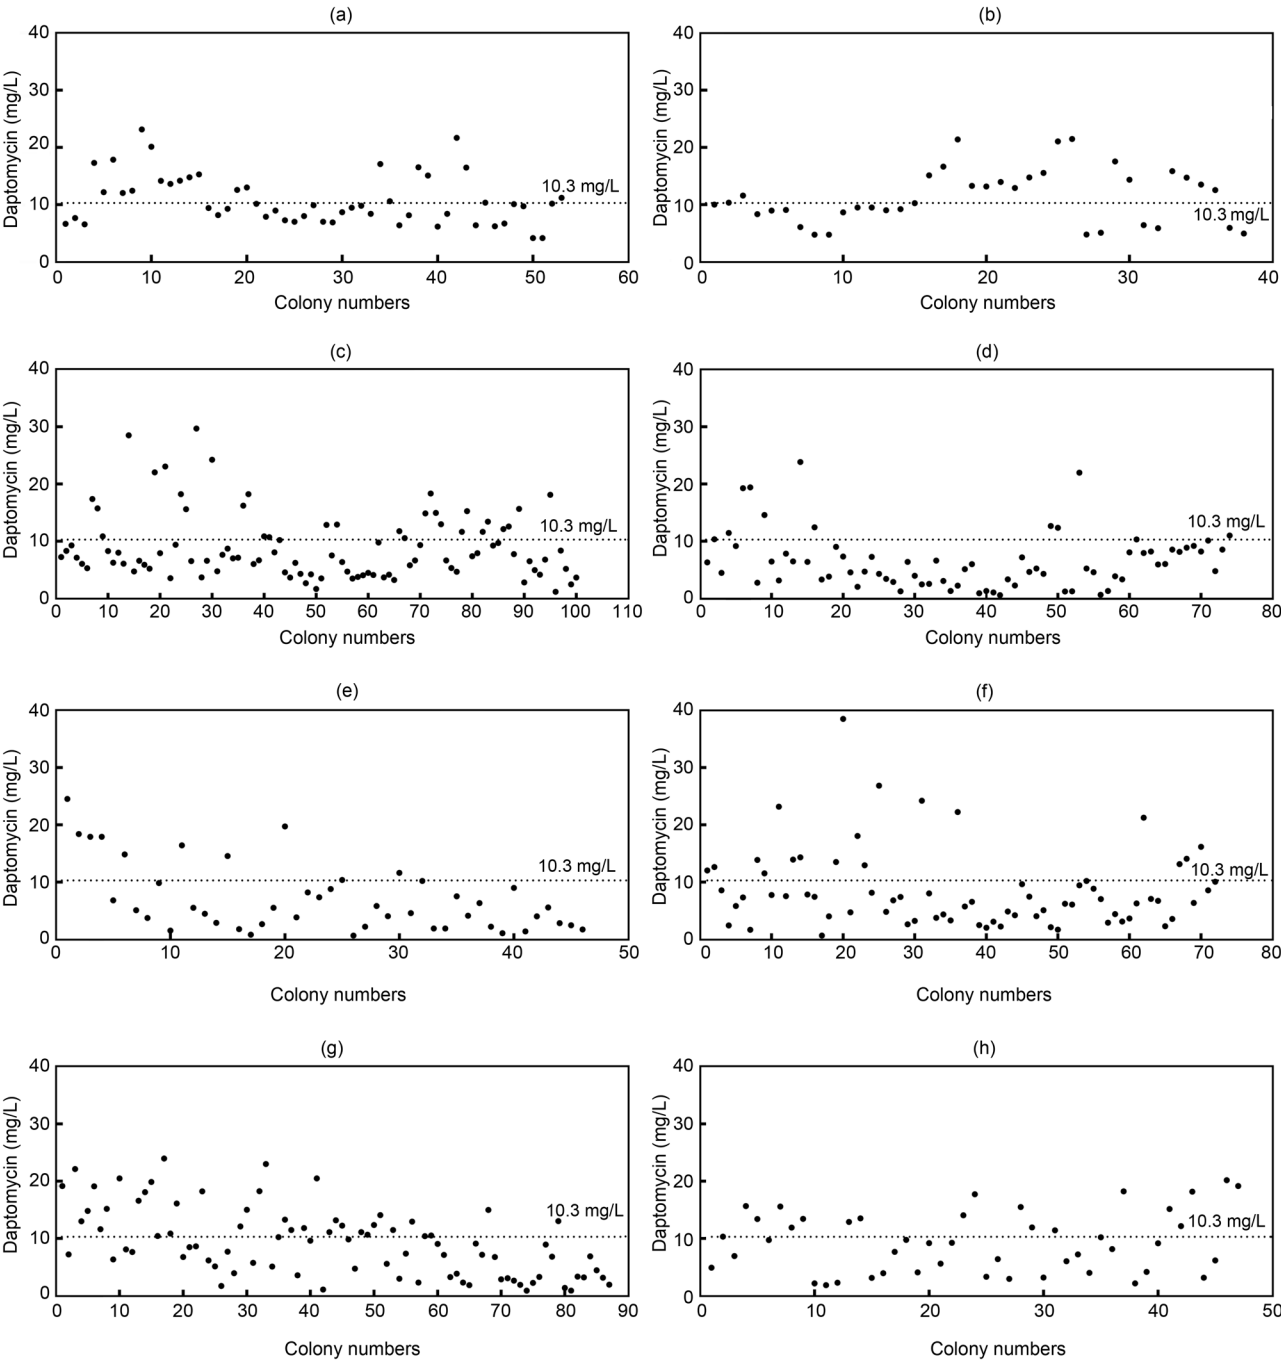 (a)
Daptomycin (mg/L)
40
30
20
10
0
10.3 mg/L
0 10 20 30 40 50 60
Colony numbers
(b)
Daptomycin (mg/L)
40
30
20
10
0
10.3 mg/L
0 10 20 30 40
Colony numbers
(c)
Daptomycin (mg/L)
40
30
20
10
0
10.3 mg/L
0 10 20 30 40 50 60 70 80 90 100 110
Colony numbers
(d)
Daptomycin (mg/L)
40
30
20
10
0
10.3 mg/L
0 10 20 30 40 50 60 70 80
Colony numbers
(e)
Daptomycin (mg/L)
40
30
20
10
0
10.3 mg/L
0 10 20 30 40 50
Colony numbers
(f)
Daptomycin (mg/L)
40
30
20
10
0
10.3 mg/L
0 10 20 30 40 50 60 70 80
Colony numbers
(g)
Daptomycin (mg/L)
40
30
20
10
0
10.3 mg/L
0 10 20 30 40 50 60 70 80 90
Colony numbers
(h)
Daptomycin (mg/L)
40
30
20
10
0
10.3 mg/L
10 20 30 40 50
Colony numbers